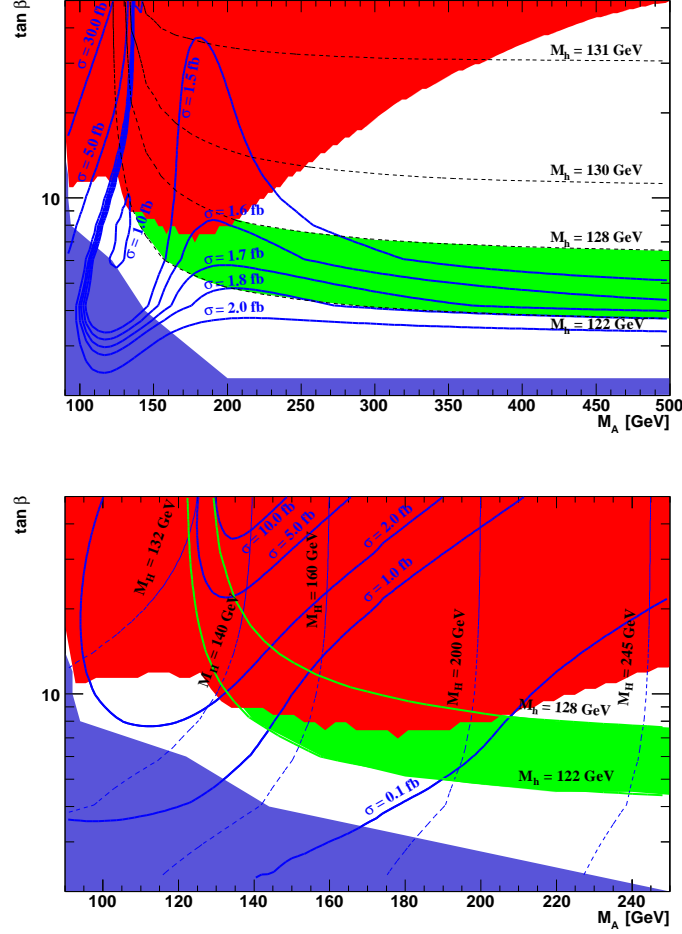 tan β
σ = 30.0 fb
σ = 5.0 fb
σ = 1.0 fb
σ = 1.5 fb
M_h = 131 GeV
M_h = 130 GeV
σ = 1.6 fb
M_h = 128 GeV
σ = 1.7 fb
σ = 1.8 fb
σ = 2.0 fb
M_h = 122 GeV
10
100 150 200 250 300 350 400 450 500
M_A [GeV]
tan β
M_H = 132 GeV
σ = 10.0 fb
σ = 5.0 fb
M_H = 160 GeV
σ = 2.0 fb
σ = 1.0 fb
M_H = 140 GeV
M_H = 200 GeV
M_H = 245 GeV
10
M_h = 128 GeV
M_h = 122 GeV
σ = 0.1 fb
100 120 140 160 180 200 220 240
M_A [GeV]